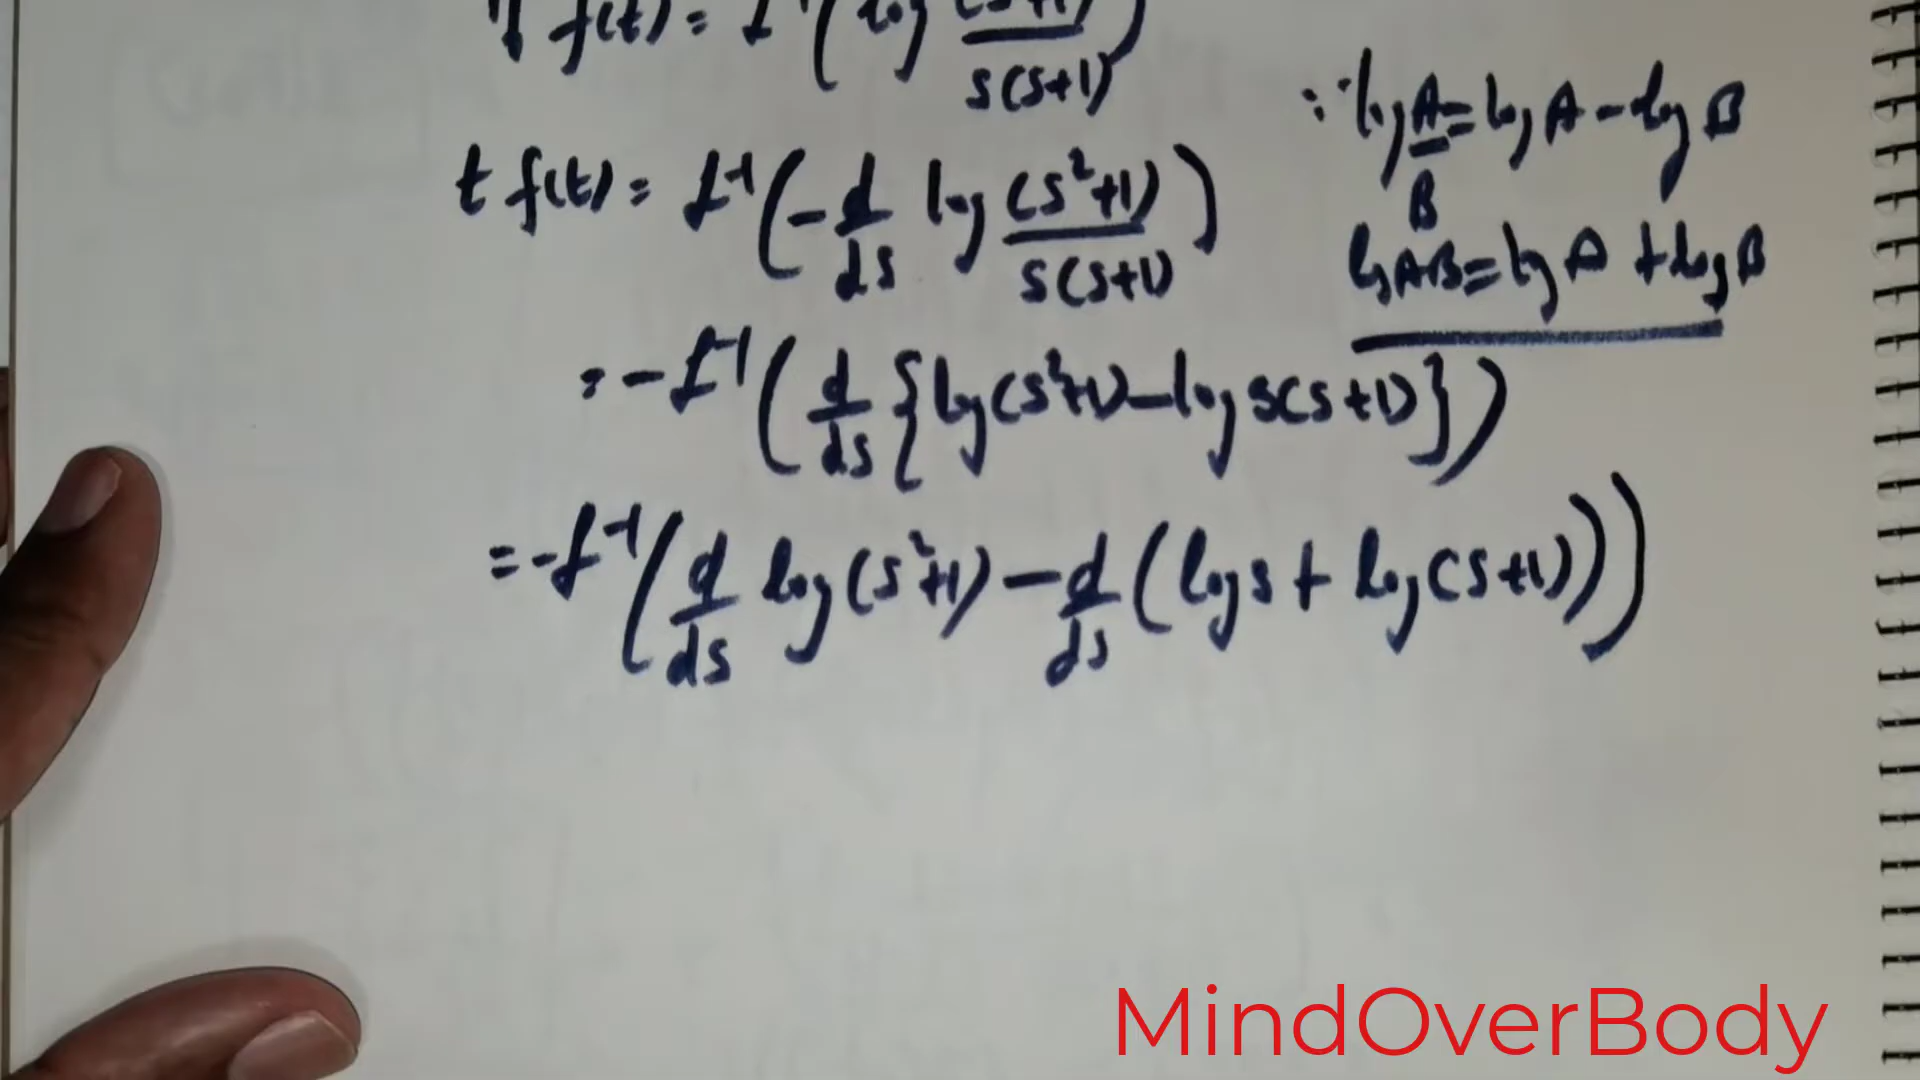 If f(t) = L⁻¹( log (s²+1) / s(s+1) )
∵ log A/B = log A - log B
t f(t) = L⁻¹( - d/ds log (s²+1) / s(s+1) )
log AB = log A + log B
= - L⁻¹( d/ds { log(s²+1) - log s(s+1) } )
= - L⁻¹( d/ds log(s²+1) - d/ds ( log s + log(s+1) ) )
MindOverBody